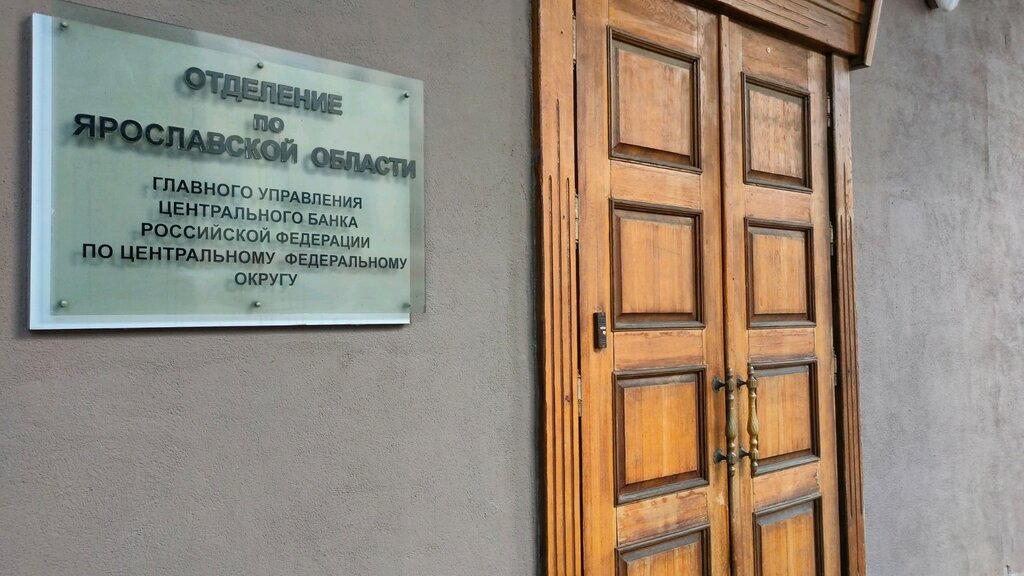 ОТДЕЛЕНИЕ
ПО
ЯРОСЛАВСКОЙ ОБЛАСТИ
ГЛАВНОГО УПРАВЛЕНИЯ
ЦЕНТРАЛЬНОГО БАНКА
РОССИЙСКОЙ ФЕДЕРАЦИИ
ПО ЦЕНТРАЛЬНОМУ ФЕДЕРАЛЬНОМУ
ОКРУГУ